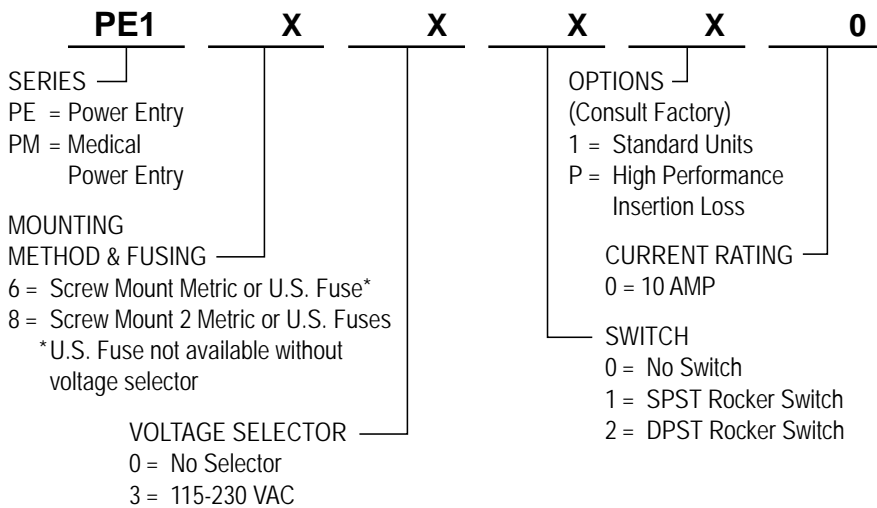 PE1 X X X X 0
SERIES
PE = Power Entry
PM = Medical
Power Entry
MOUNTING
METHOD & FUSING
6 = Screw Mount Metric or U.S. Fuse*
8 = Screw Mount 2 Metric or U.S. Fuses
*U.S. Fuse not available without
voltage selector
VOLTAGE SELECTOR
0 = No Selector
3 = 115-230 VAC
OPTIONS
(Consult Factory)
1 = Standard Units
P = High Performance
Insertion Loss
CURRENT RATING
0 = 10 AMP
SWITCH
0 = No Switch
1 = SPST Rocker Switch
2 = DPST Rocker Switch